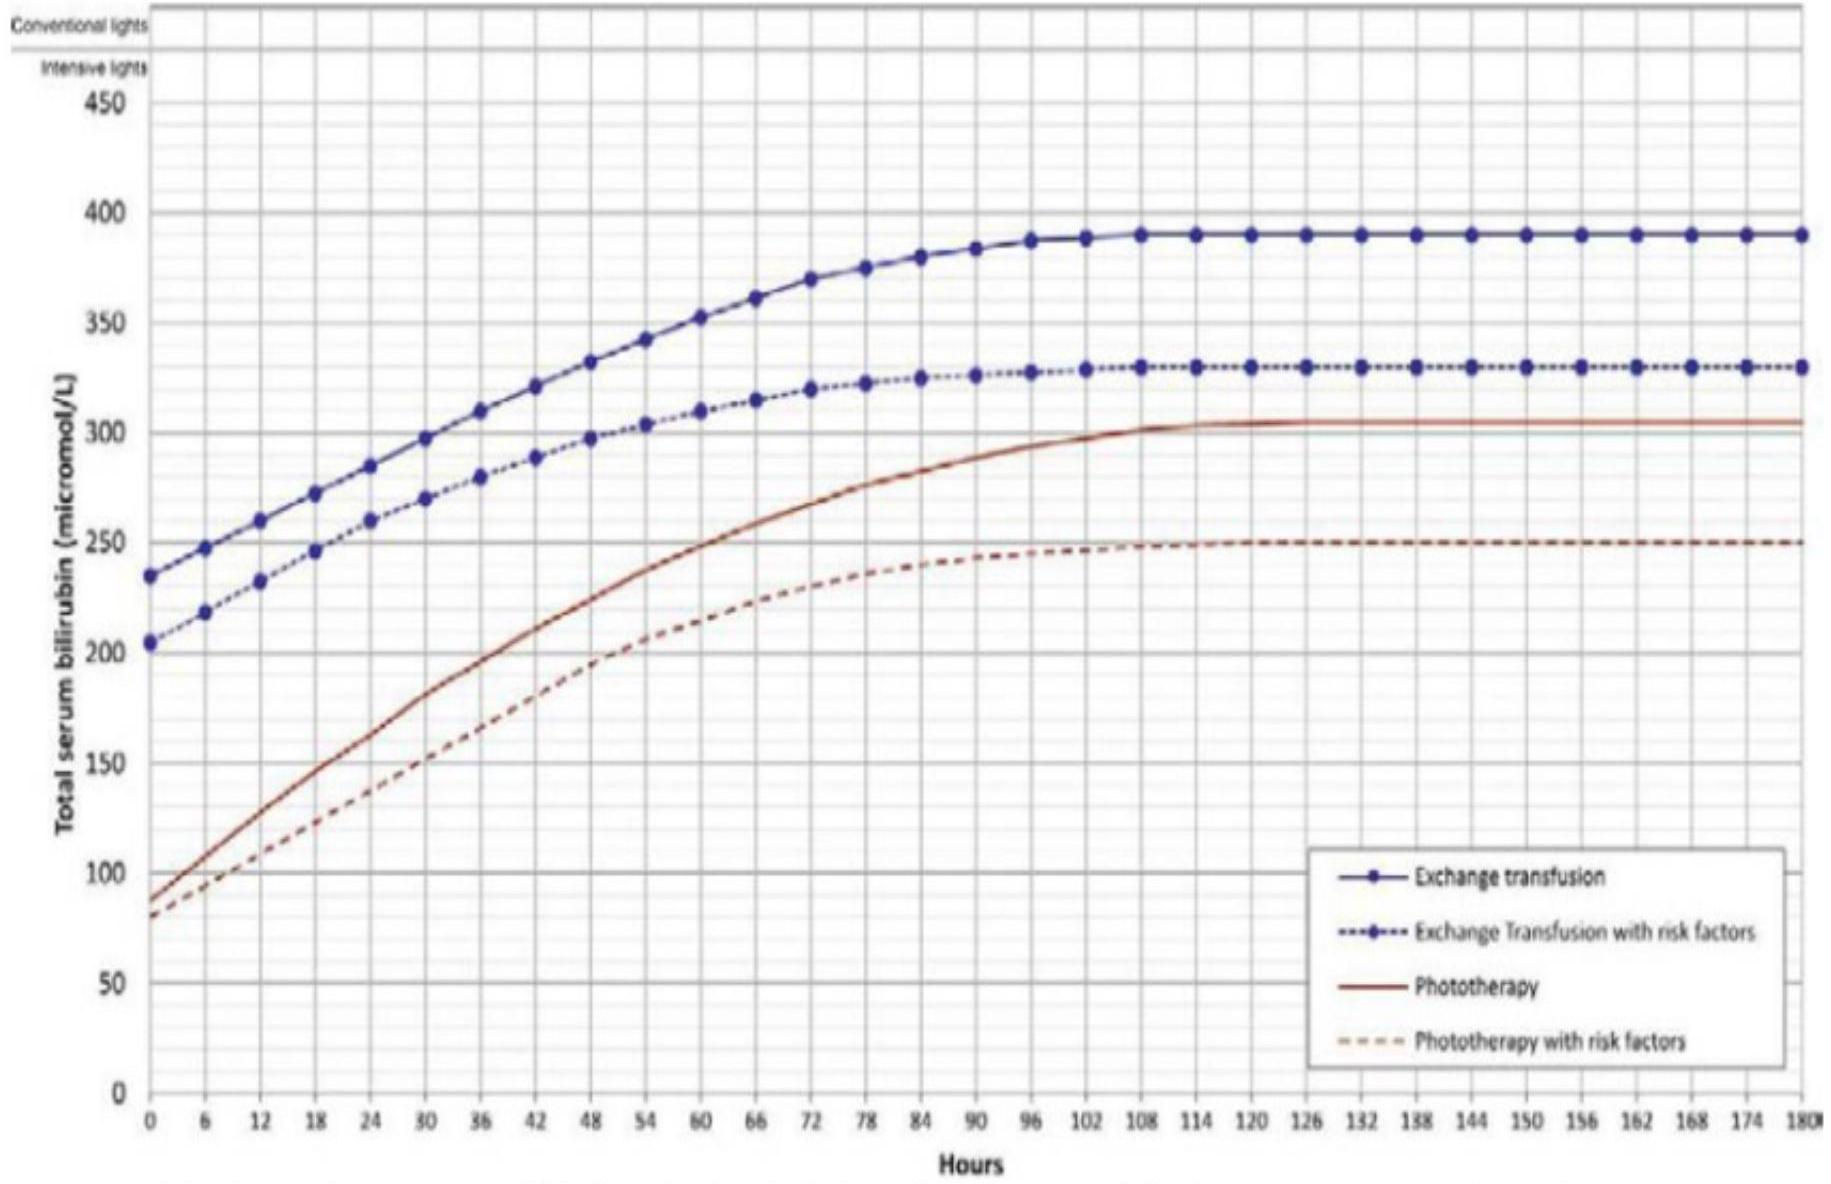 Conventional lights
Intensive lights
450
400
350
300
250
200
150
100
50
0
Total serum bilirubin (micromol/L)
0 6 12 18 24 30 36 42 48 54 60 66 72 78 84 90 96 102 108 114 120 126 132 138 144 150 156 162 168 174 180
Hours
Exchange transfusion
Exchange Transfusion with risk factors
Phototherapy
Phototherapy with risk factors